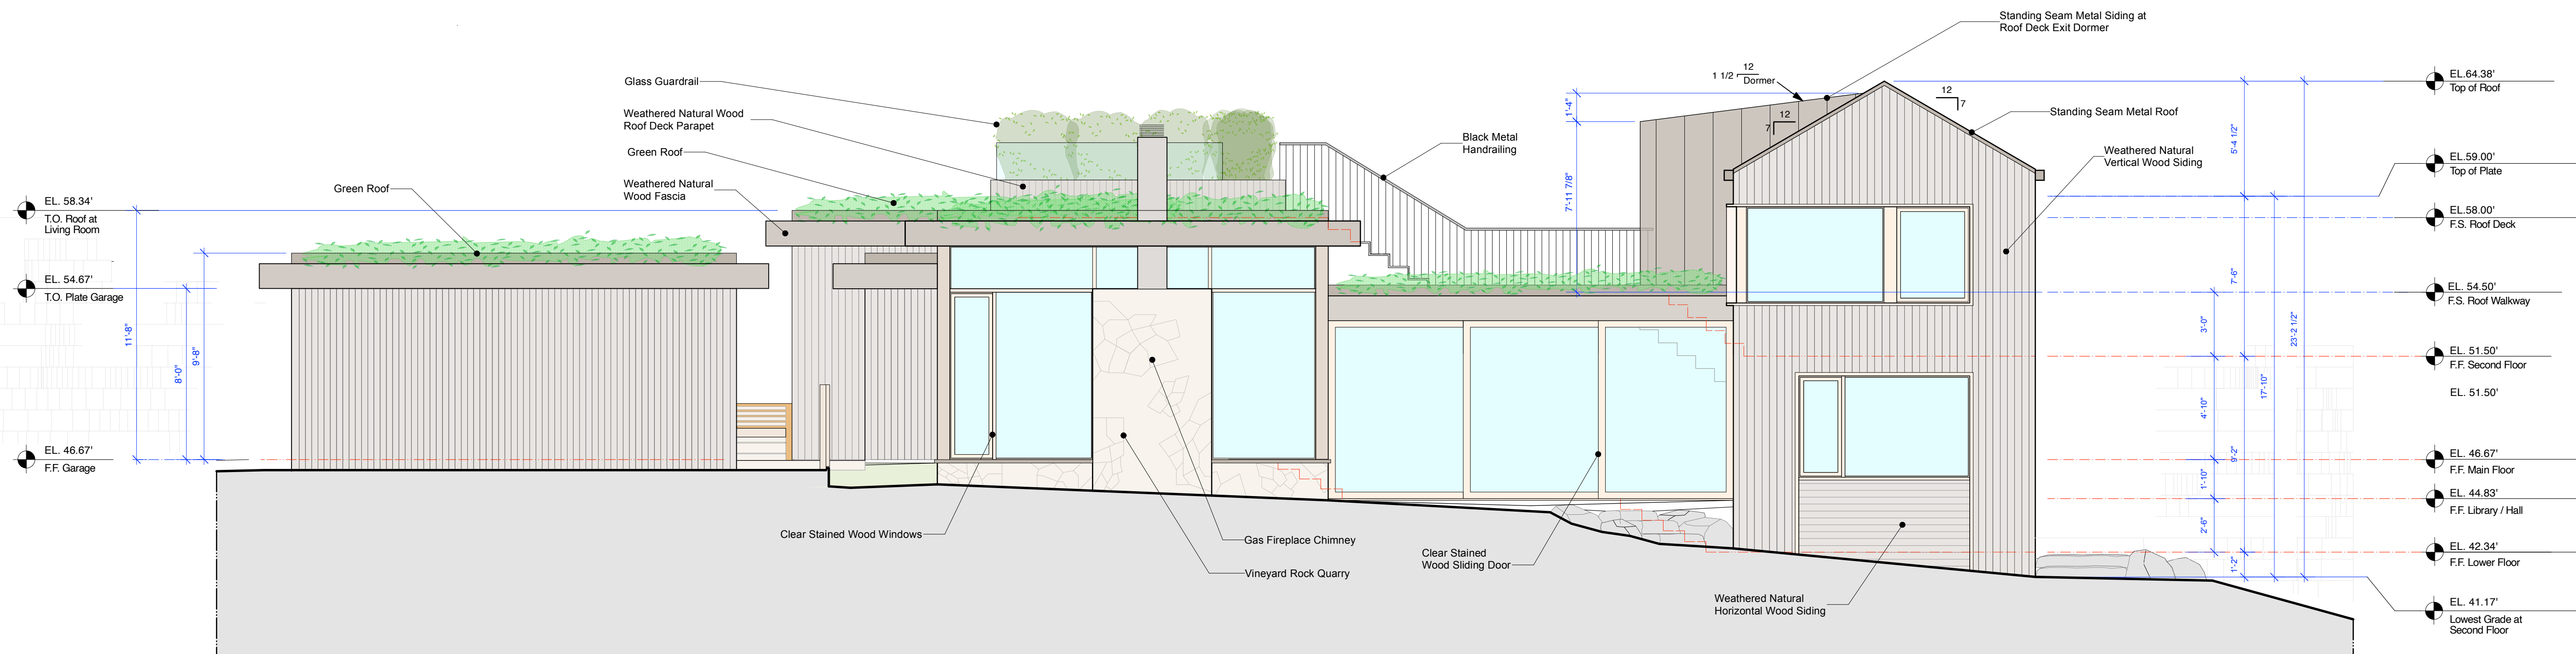 Standing Seam Metal Siding at
Roof Deck Exit Dormer
12
1 1/2
Dormer
12
7
12
7
Glass Guardrail
Weathered Natural Wood
Roof Deck Parapet
Green Roof
Weathered Natural
Wood Fascia
Green Roof
Black Metal
Handrailing
Standing Seam Metal Roof
Weathered Natural
Vertical Wood Siding
1'-4"
7'-11 7/8"
EL. 58.34'
T.O. Roof at
Living Room
EL. 54.67'
T.O. Plate Garage
EL. 46.67'
F.F. Garage
11'-8"
8'-0"
9'-8"
Clear Stained Wood Windows
Gas Fireplace Chimney
Vineyard Rock Quarry
Clear Stained
Wood Sliding Door
Weathered Natural
Horizontal Wood Siding
5'-4 1/2"
7'-6"
3'-0"
23'-2 1/2"
17'-10"
4'-10"
9'-2"
1'-10"
2'-6"
1'-2"
EL.64.38'
Top of Roof
EL.59.00'
Top of Plate
EL.58.00'
F.S. Roof Deck
EL. 54.50'
F.S. Roof Walkway
EL. 51.50'
F.F. Second Floor
EL. 51.50'
EL. 46.67'
F.F. Main Floor
EL. 44.83'
F.F. Library / Hall
EL. 42.34'
F.F. Lower Floor
EL. 41.17'
Lowest Grade at
Second Floor